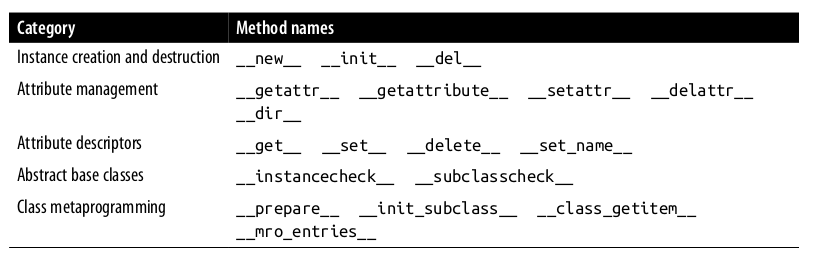 Category Method names
Instance creation and destruction __new__ __init__ __del__
Attribute management __getattr__ __getattribute__ __setattr__ __delattr__
__dir__
Attribute descriptors __get__ __set__ __delete__ __set_name__
Abstract base classes __instancecheck__ __subclasscheck__
Class metaprogramming __prepare__ __init_subclass__ __class_getitem__
__mro_entries__